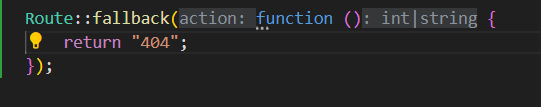 Route::fallback(action: function (): int|string {
return "404";
});